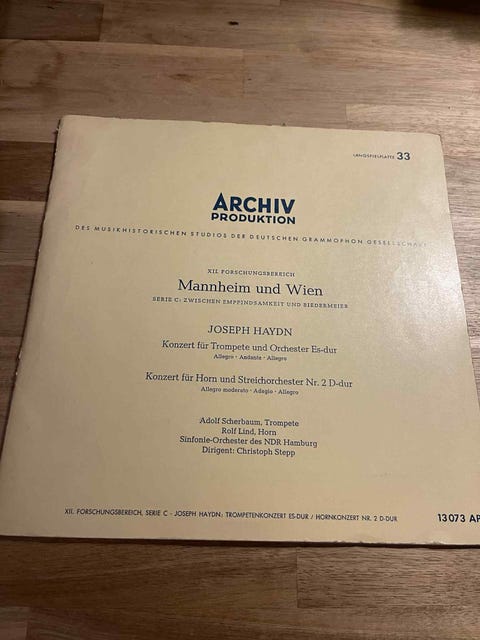 LANGSPIELPLATTE 33
ARCHIV
PRODUKTION
DES MUSIKHISTORISCHEN STUDIOS DER DEUTSCHEN GRAMMOPHON GESELLSCHAFT
XII. FORSCHUNGSBEREICH
Mannheim und Wien
SERIE C: ZWISCHEN EMPFINDSAMKEIT UND BIEDERMEIER
JOSEPH HAYDN
Konzert für Trompete und Orchester Es-dur
Allegro · Andante · Allegro
Konzert für Horn und Streichorchester Nr. 2 D-dur
Allegro moderato · Adagio · Allegro
Adolf Scherbaum, Trompete
Rolf Lind, Horn
Sinfonie-Orchester des NDR Hamburg
Dirigent: Christoph Stepp
XII. FORSCHUNGSBEREICH, SERIE C - JOSEPH HAYDN: TROMPETENKONZERT ES-DUR / HORNKONZERT NR. 2 D-DUR
13073 AP